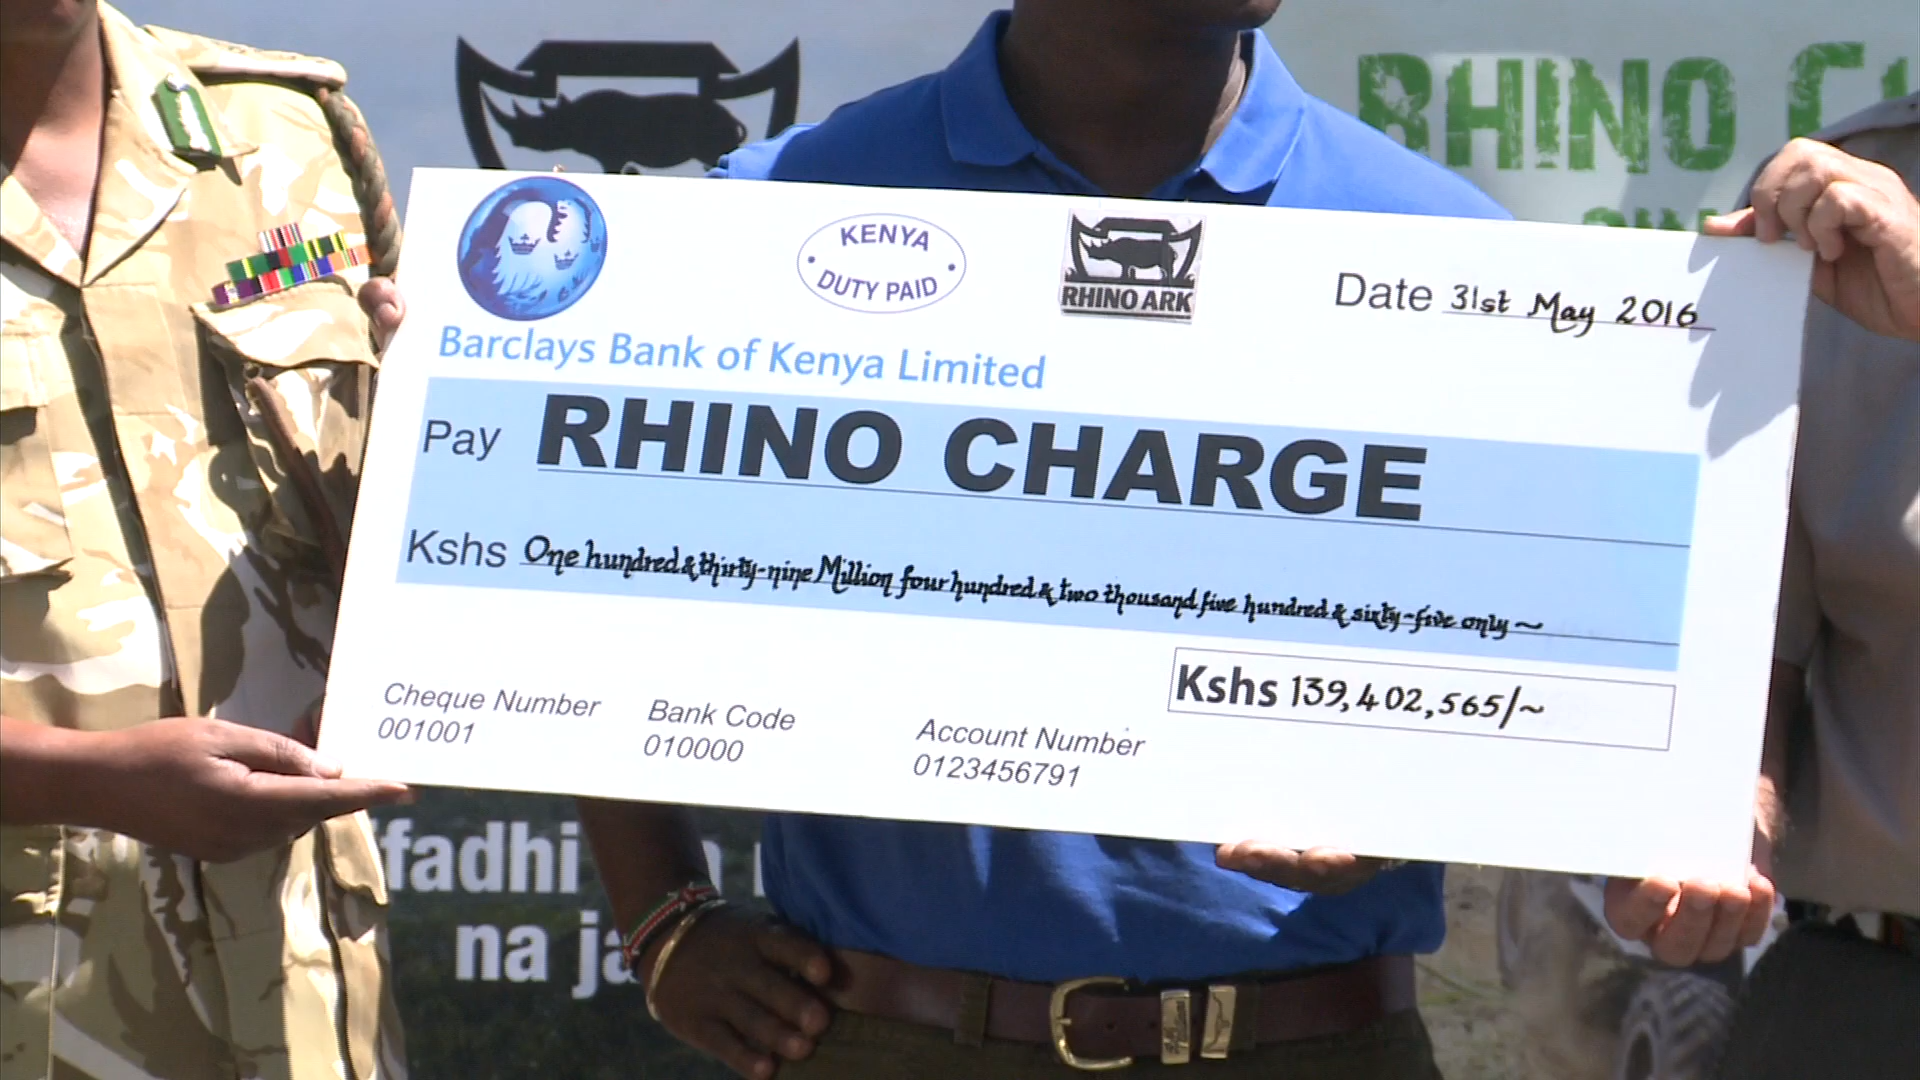 RHINO
KENYA
DUTY PAID
RHINO ARK
Date 31st May 2016
Barclays Bank of Kenya Limited
Pay RHINO CHARGE
Kshs One hundred & thirty-nine Million four hundred & two thousand five hundred & sixty-five only ~
Kshs 139,402,565/~
Cheque Number
001001
Bank Code
010000
Account Number
0123456791
fadhi
na